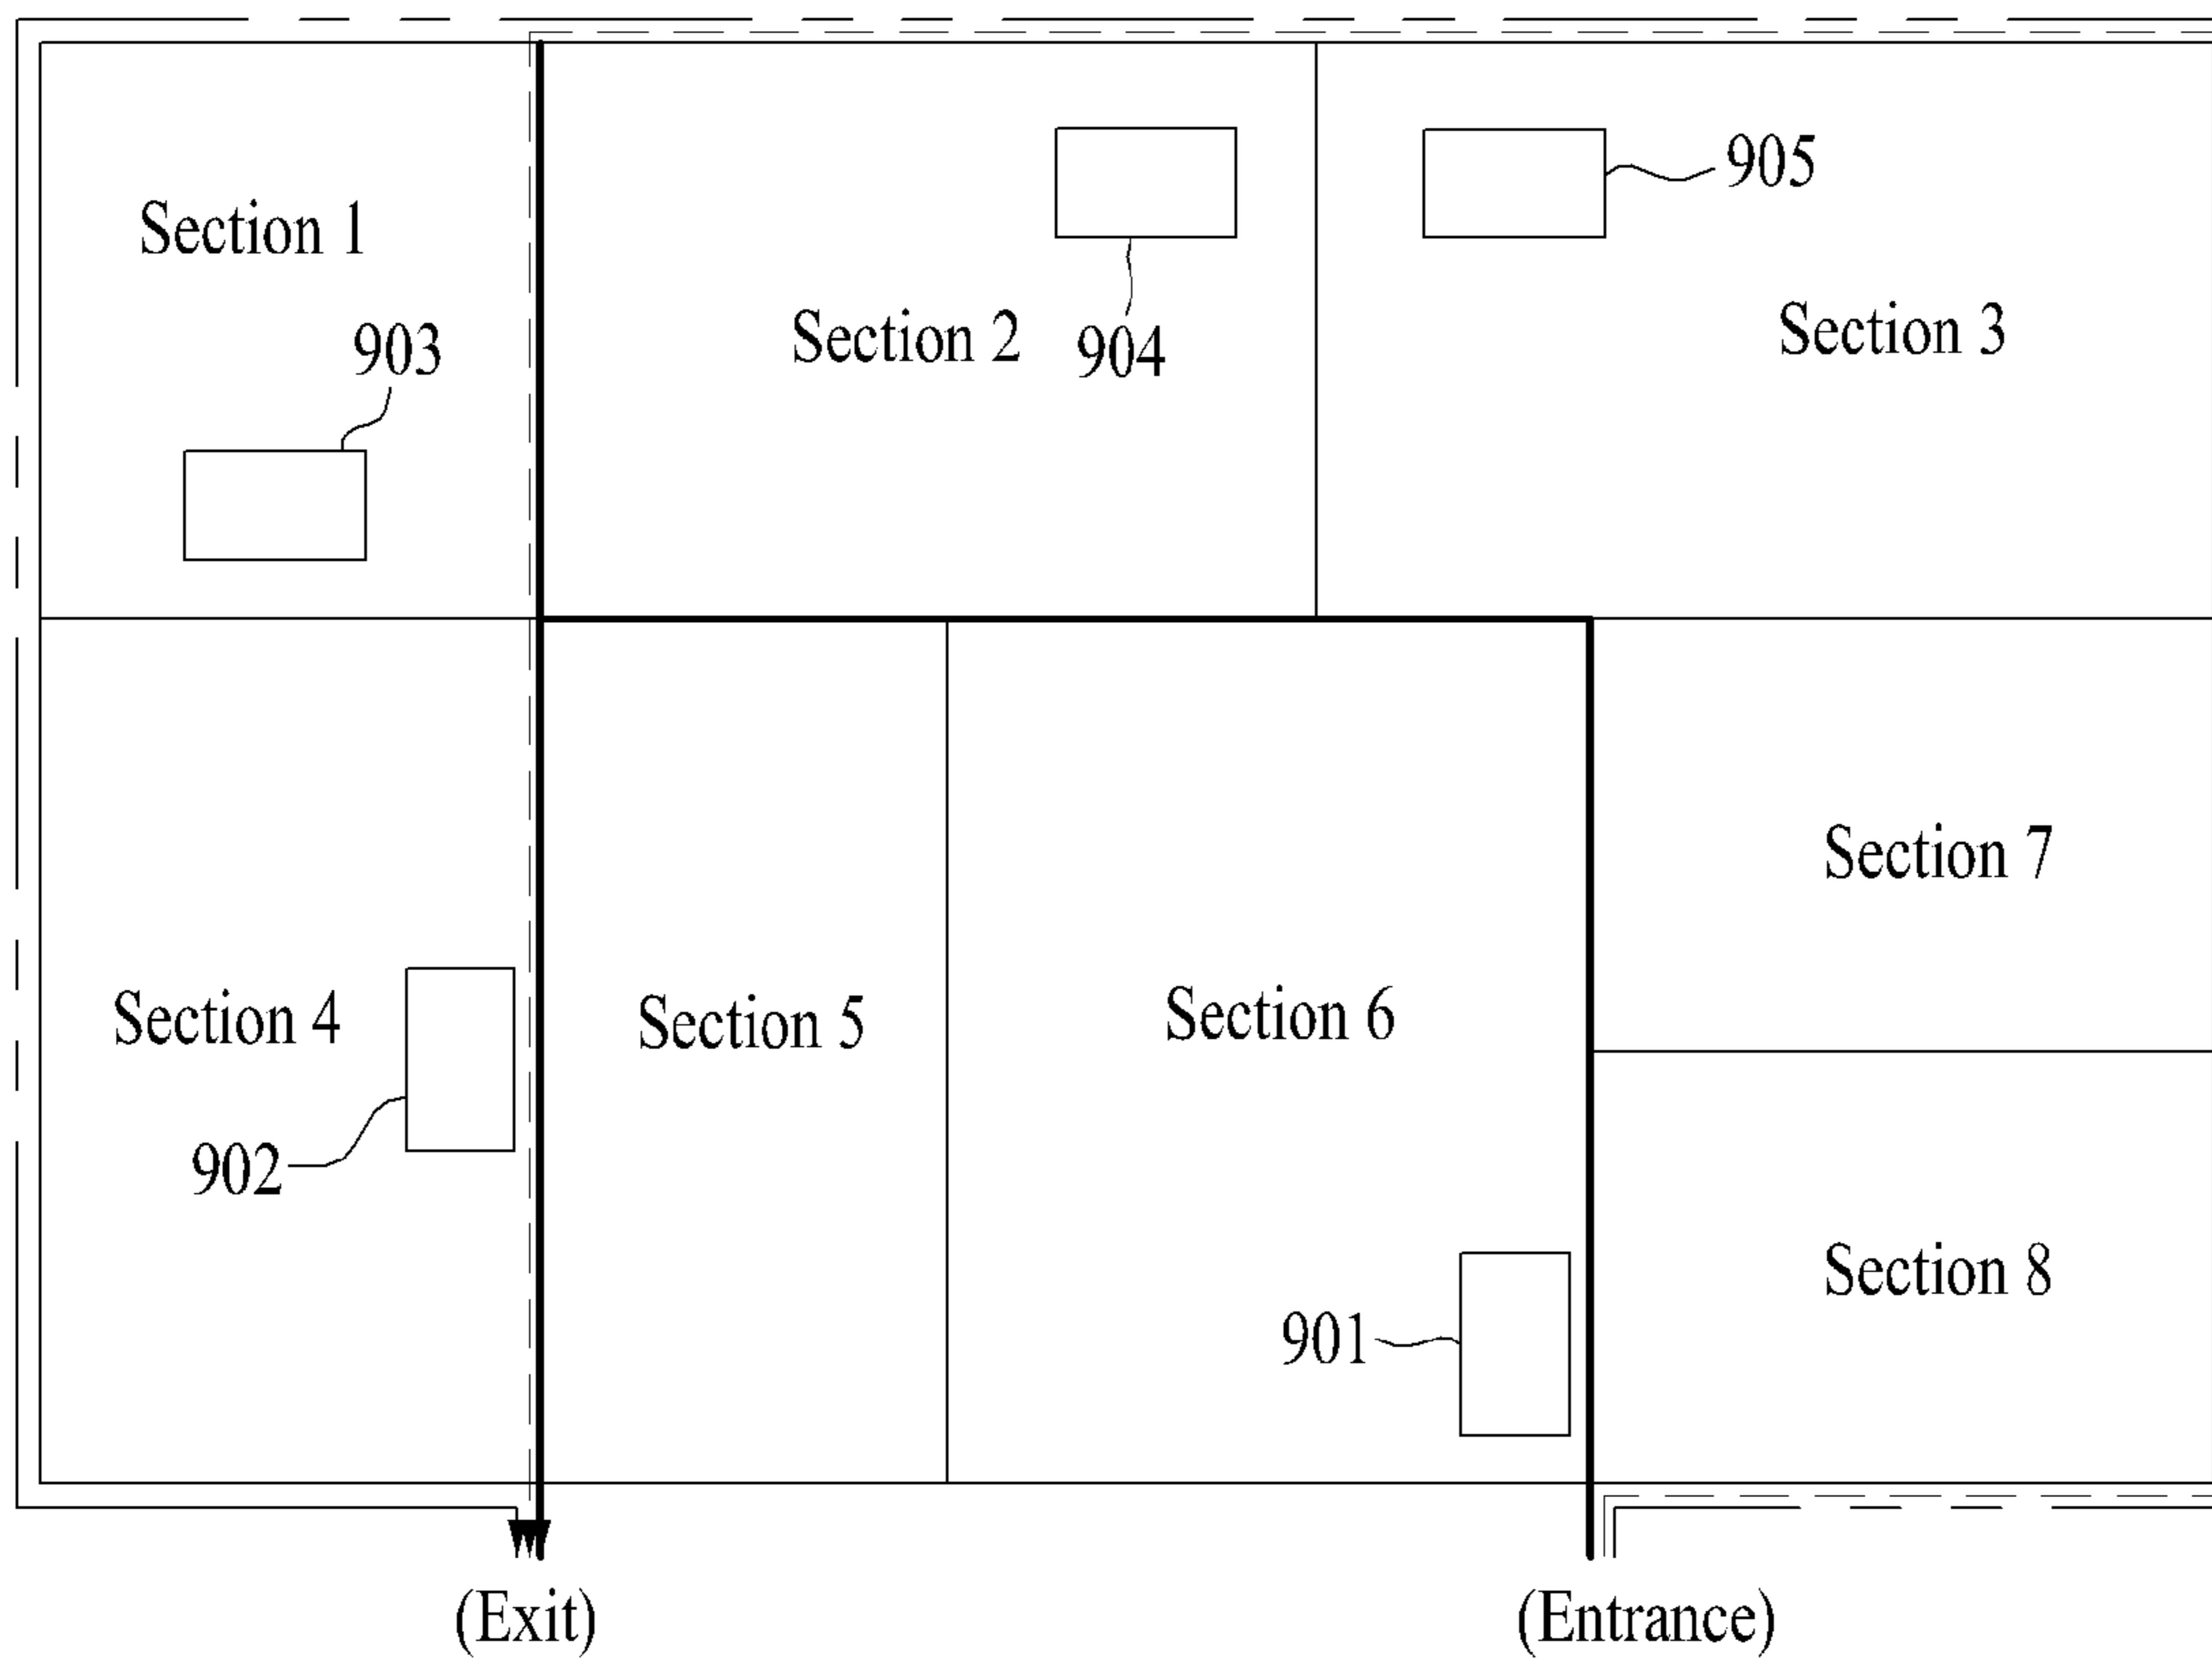 905
Section 1
Section 2
904
Section 3
903
Section 7
Section 4
Section 5
Section 6
902
901
Section 8
(Exit)
(Entrance)